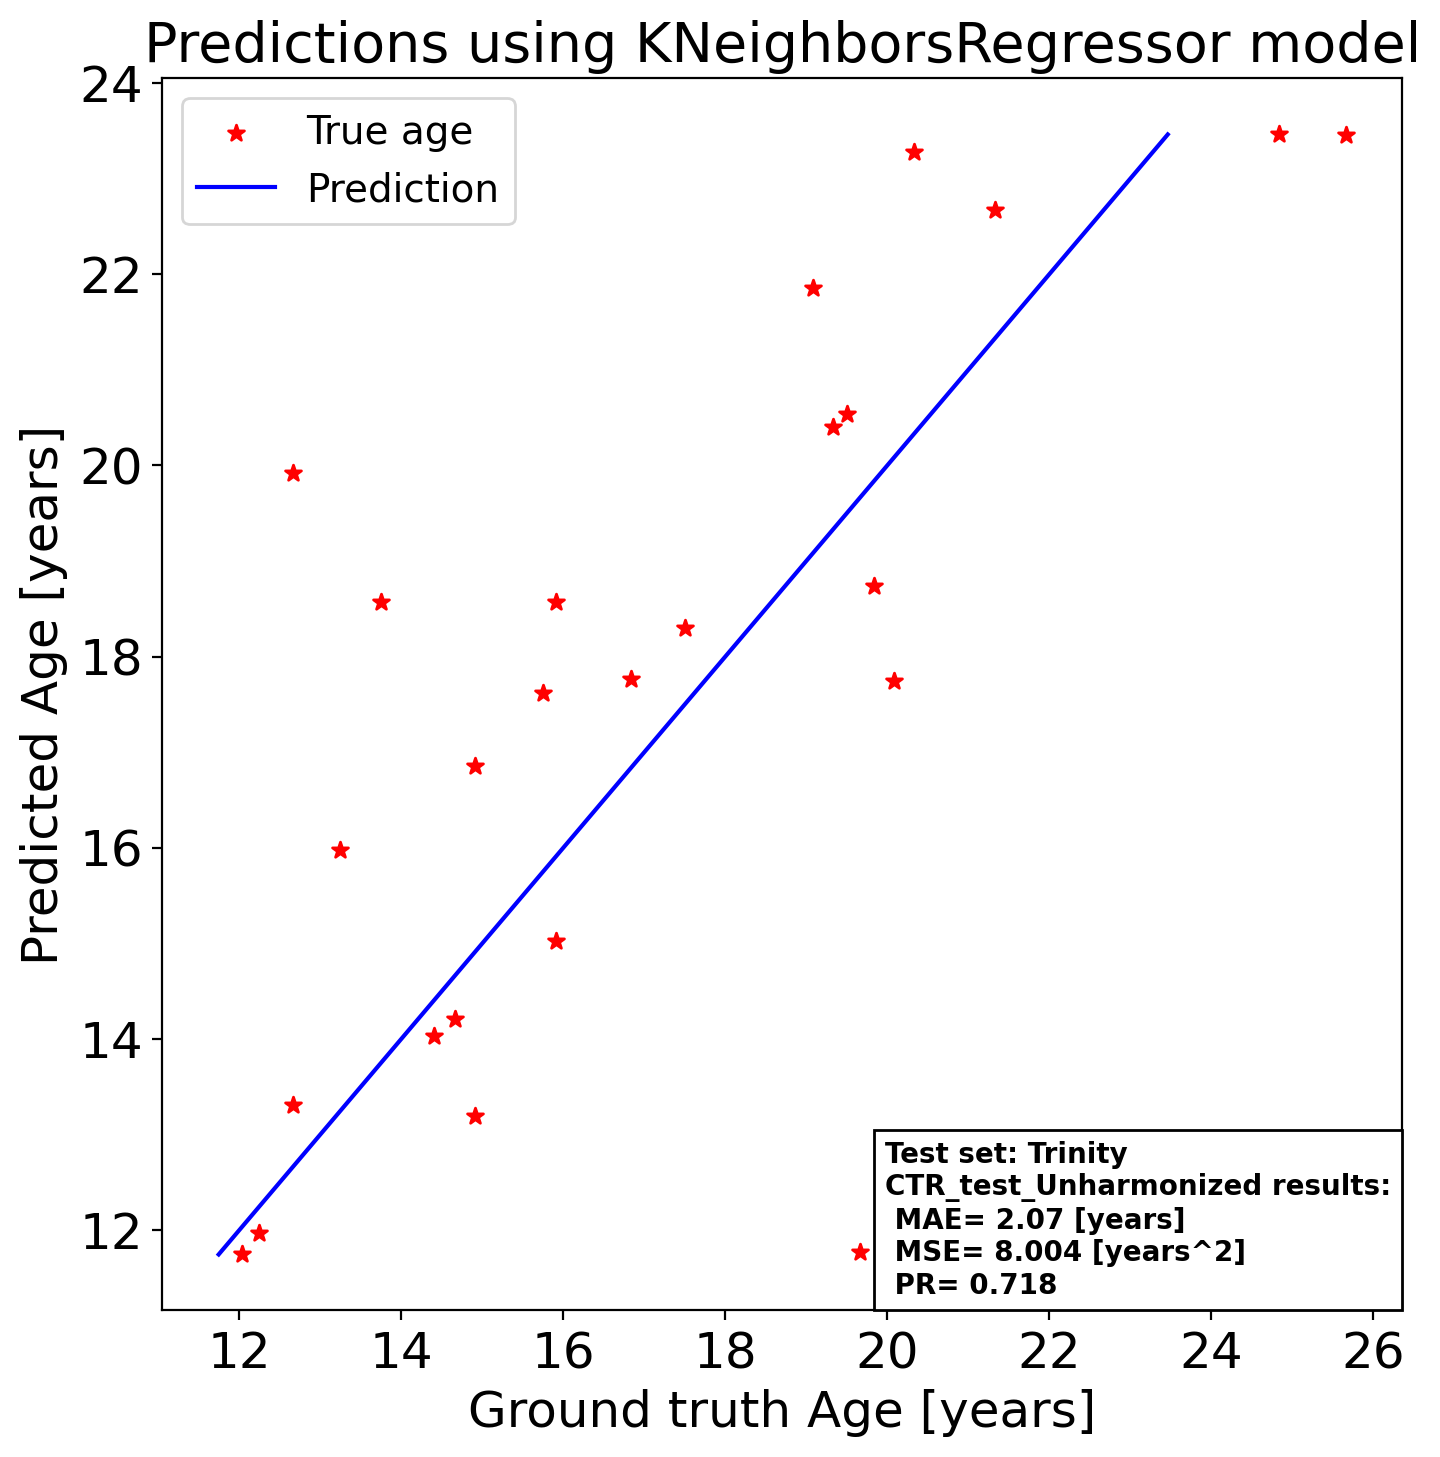 Predictions using KNeighborsRegressor model
True age
Prediction
Predicted Age [years]
24
22
20
18
16
14
12
Test set: Trinity
CTR_test_Unharmonized results:
MAE= 2.07 [years]
MSE= 8.004 [years^2]
PR= 0.718
12 14 16 18 20 22 24 26
Ground truth Age [years]